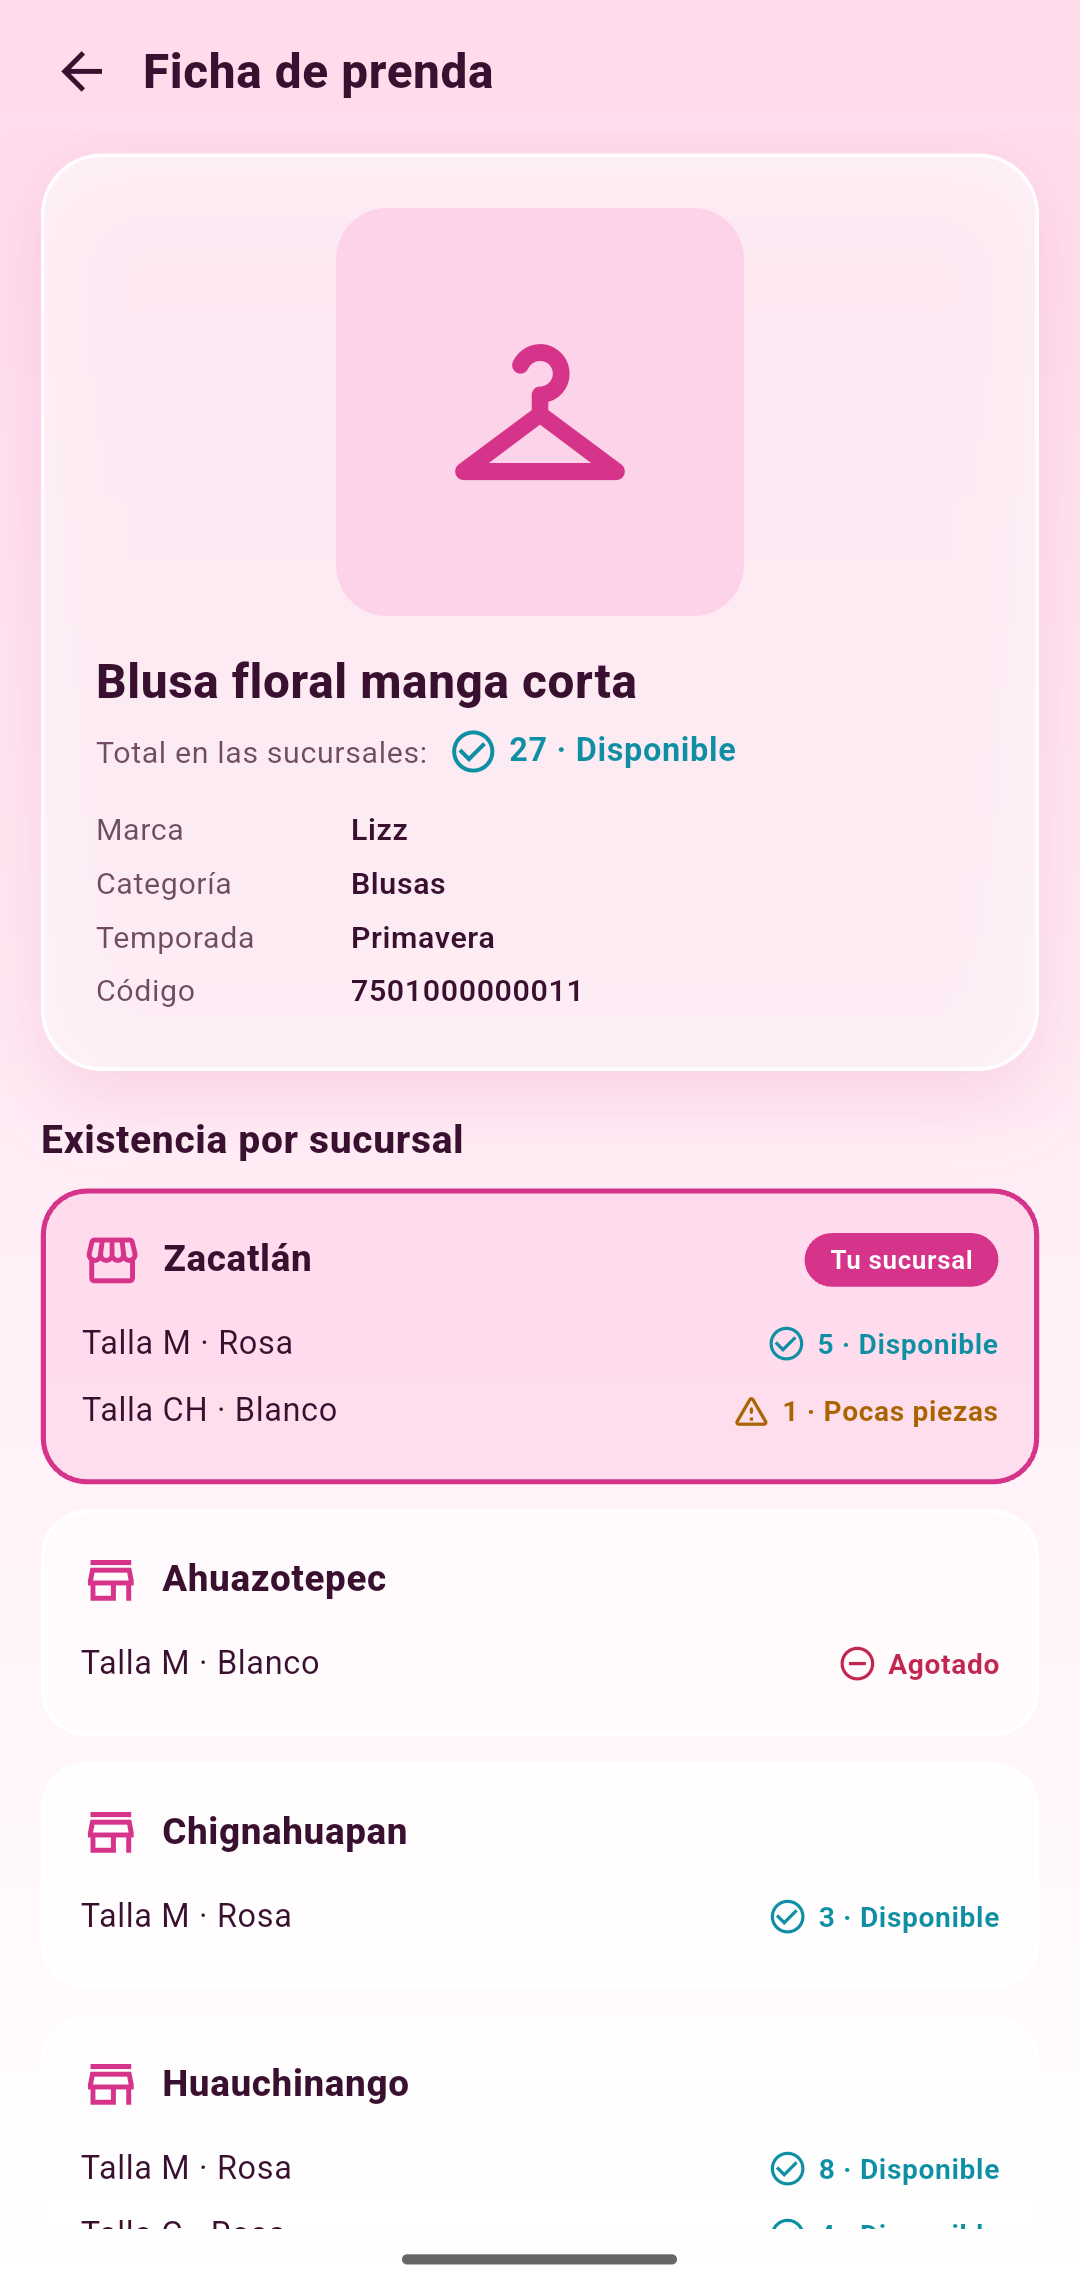 Ficha de prenda
Blusa floral manga corta
Total en las sucursales: 27 · Disponible
Marca Lizz
Categoría Blusas
Temporada Primavera
Código 7501000000011
Existencia por sucursal
Zacatlán Tu sucursal
Talla M · Rosa 5 · Disponible
Talla CH · Blanco 1 · Pocas piezas
Ahuazotepec
Talla M · Blanco Agotado
Chignahuapan
Talla M · Rosa 3 · Disponible
Huauchinango
Talla M · Rosa 8 · Disponible